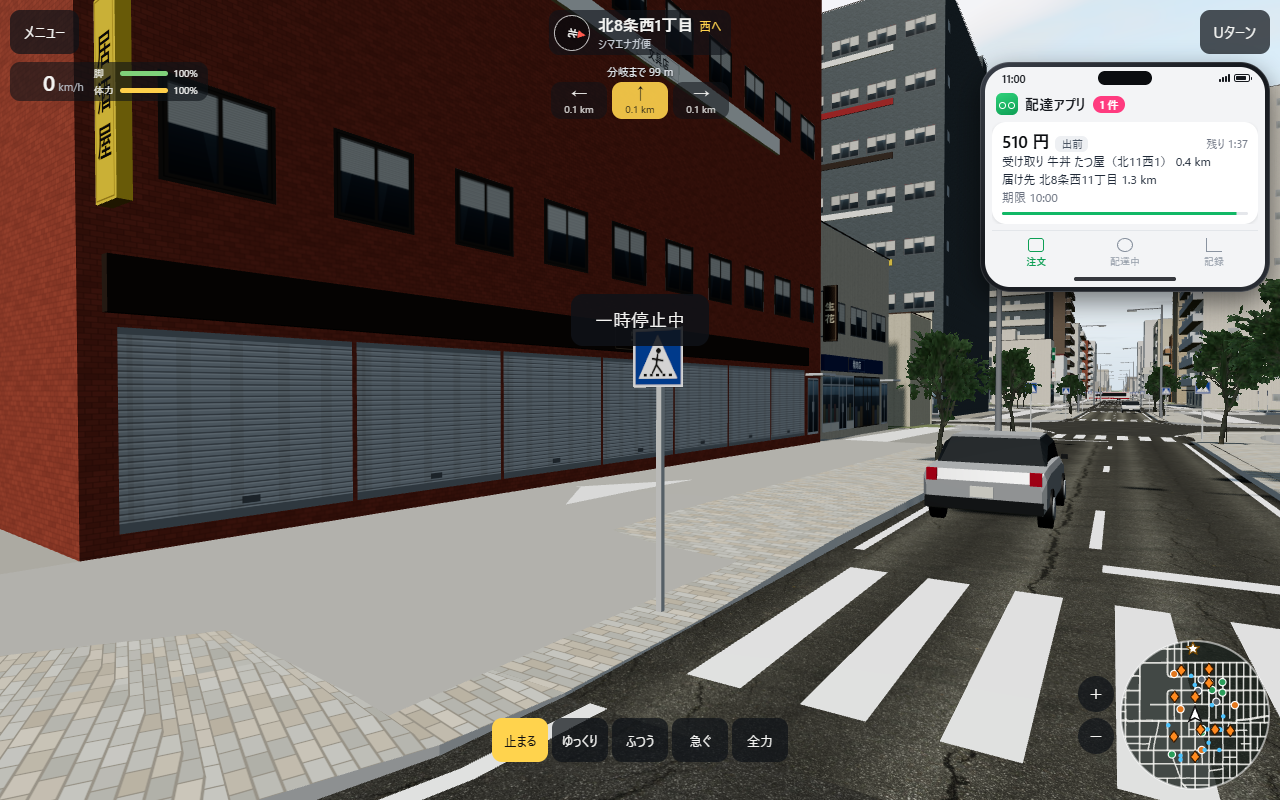 メニュー
0 km/h
脚 100%
体力 100%
北8条西1丁目 西へ
シマエナガ便
分岐まで 99 m
← 0.1 km
↑ 0.1 km
→ 0.1 km
Uターン
11:00
配達アプリ 1 件
510 円 出前 残り 1:37
受け取り 牛丼 たつ屋（北11西1） 0.4 km
届け先 北8条西11丁目 1.3 km
期限 10:00
注文 配達中 記録
一時停止中
生花
+
−
止まる ゆっくり ふつう 急ぐ 全力